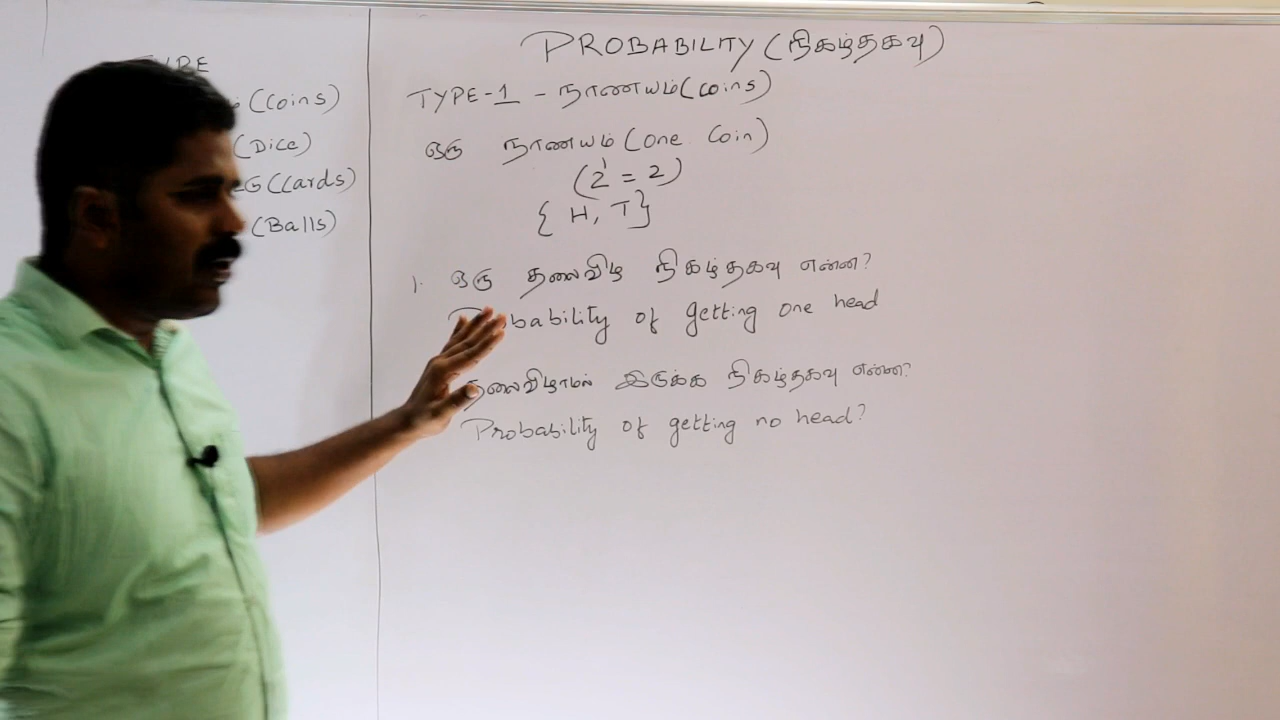 TYPE
(Coins)
(Dice)
(Cards)
(Balls)
PROBABILITY (நிகழ்தகவு)
TYPE-1 - நாணயம் (coins)
ஒரு நாணயம் (one coin)
(2¹ = 2)
{ H, T }
1. ஒரு தலைவிழ நிகழ்தகவு என்ன?
Probability of getting one head
தலைவிழாமல் இருக்க நிகழ்தகவு என்ன?
Probability of getting no head?